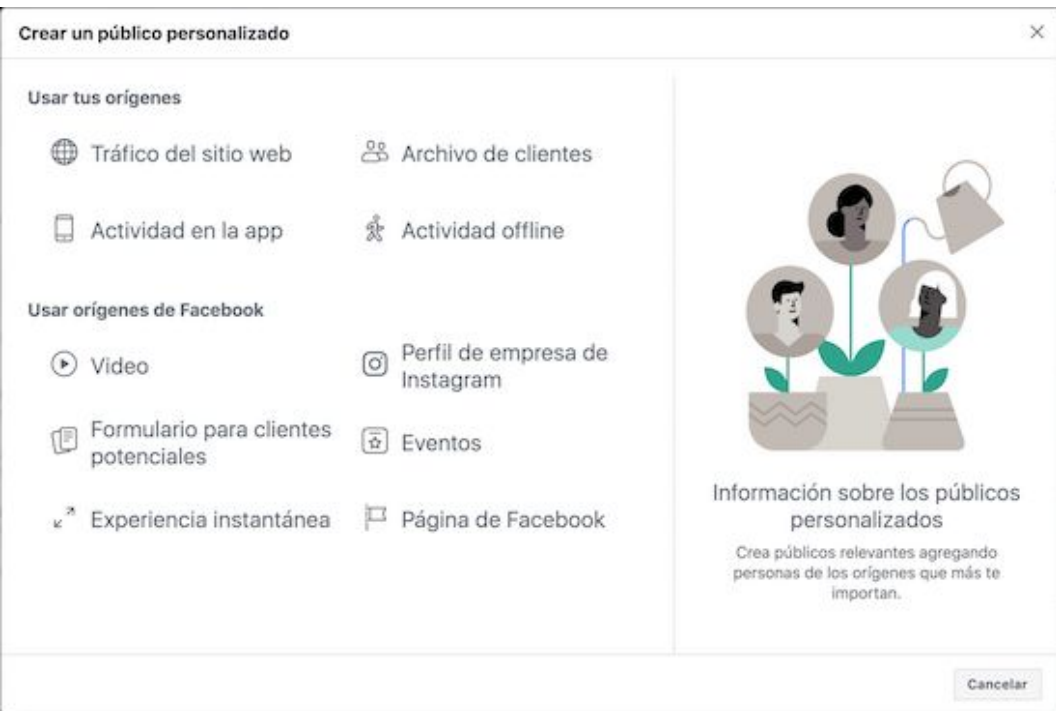 Crear un público personalizado
Usar tus orígenes
Tráfico del sitio web
Archivo de clientes
Actividad en la app
Actividad offline
Usar orígenes de Facebook
Video
Perfil de empresa de
Instagram
Formulario para clientes
potenciales
Eventos
Experiencia instantánea
Página de Facebook
Información sobre los públicos
personalizados
Crea públicos relevantes agregando
personas de los orígenes que más te
importan.
Cancelar